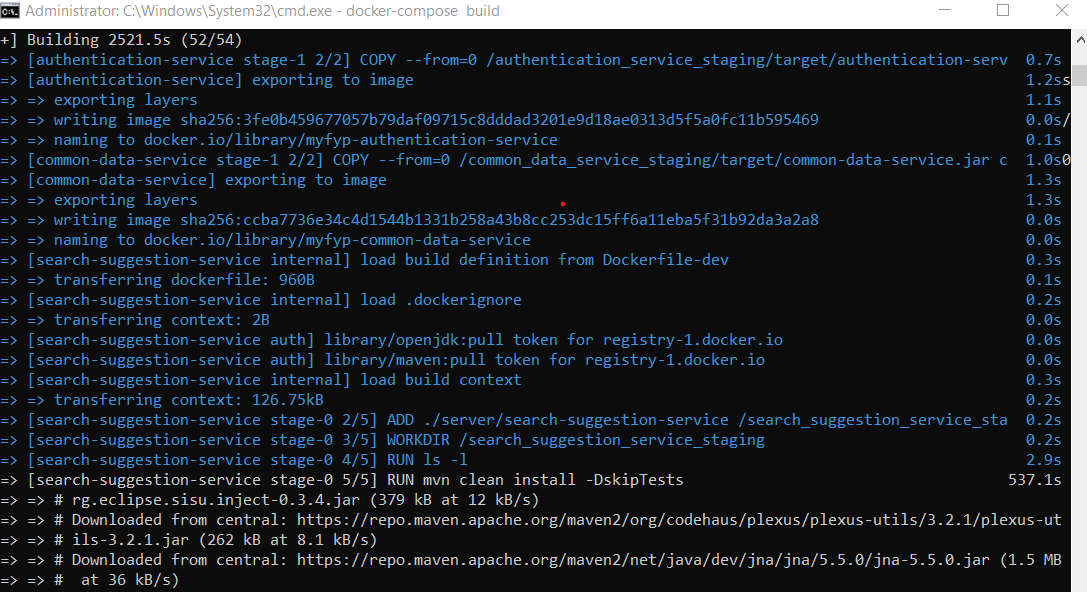 Administrator: C:\Windows\System32\cmd.exe - docker-compose build
+] Building 2521.5s (52/54)
=> [authentication-service stage-1 2/2] COPY --from=0 /authentication_service_staging/target/authentication-serv 0.7s
=> [authentication-service] exporting to image 1.2ss
=> => exporting layers 1.1s
=> => writing image sha256:3fe0b459677057b79daf09715c8dddad3201e9d18ae0313d5f5a0fc11b595469 0.0s/
=> => naming to docker.io/library/myfyp-authentication-service 0.1s
=> [common-data-service stage-1 2/2] COPY --from=0 /common_data_service_staging/target/common-data-service.jar c 1.0s0
=> [common-data-service] exporting to image 1.3s
=> => exporting layers 1.3s
=> => writing image sha256:ccba7736e34c4d1544b1331b258a43b8cc253dc15ff6a11eba5f31b92da3a2a8 0.0s
=> => naming to docker.io/library/myfyp-common-data-service 0.0s
=> [search-suggestion-service internal] load build definition from Dockerfile-dev 0.3s
=> => transferring dockerfile: 960B 0.1s
=> [search-suggestion-service internal] load .dockerignore 0.2s
=> => transferring context: 2B 0.0s
=> [search-suggestion-service auth] library/openjdk:pull token for registry-1.docker.io 0.0s
=> [search-suggestion-service auth] library/maven:pull token for registry-1.docker.io 0.0s
=> [search-suggestion-service internal] load build context 0.3s
=> => transferring context: 126.75kB 0.2s
=> [search-suggestion-service stage-0 2/5] ADD ./server/search-suggestion-service /search_suggestion_service_sta 0.2s
=> [search-suggestion-service stage-0 3/5] WORKDIR /search_suggestion_service_staging 0.2s
=> [search-suggestion-service stage-0 4/5] RUN ls -l 2.9s
=> [search-suggestion-service stage-0 5/5] RUN mvn clean install -DskipTests 537.1s
=> => # rg.eclipse.sisu.inject-0.3.4.jar (379 kB at 12 kB/s)
=> => # Downloaded from central: https://repo.maven.apache.org/maven2/org/codehaus/plexus/plexus-utils/3.2.1/plexus-ut
=> => # ils-3.2.1.jar (262 kB at 8.1 kB/s)
=> => # Downloaded from central: https://repo.maven.apache.org/maven2/net/java/dev/jna/jna/5.5.0/jna-5.5.0.jar (1.5 MB
=> => #  at 36 kB/s)